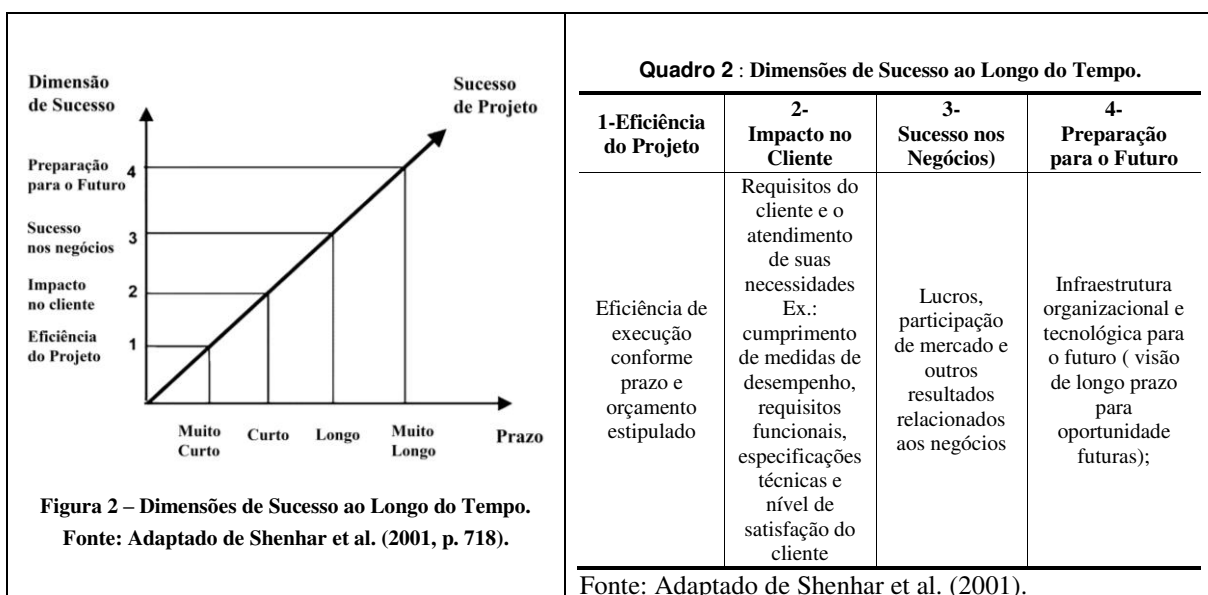 Dimensão
de Sucesso
Sucesso
de Projeto
Preparação
para o Futuro 4
Sucesso
nos negócios 3
Impacto
no cliente 2
Eficiência
do Projeto 1
Muito
Curto
Curto
Longo
Muito
Longo
Prazo
Figura 2 – Dimensões de Sucesso ao Longo do Tempo.
Fonte: Adaptado de Shenhar et al. (2001, p. 718).
Quadro 2 : Dimensões de Sucesso ao Longo do Tempo.
1-Eficiência
do Projeto
2-
Impacto no
Cliente
3-
Sucesso nos
Negócios)
4-
Preparação
para o Futuro
Eficiência de
execução
conforme
prazo e
orçamento
estipulado
Requisitos do
cliente e o
atendimento
de suas
necessidades
Ex.:
cumprimento
de medidas de
desempenho,
requisitos
funcionais,
especificações
técnicas e
nível de
satisfação do
cliente
Lucros,
participação
de mercado e
outros
resultados
relacionados
aos negócios
Infraestrutura
organizacional e
tecnológica para
o futuro ( visão
de longo prazo
para
oportunidade
futuras);
Fonte: Adaptado de Shenhar et al. (2001).